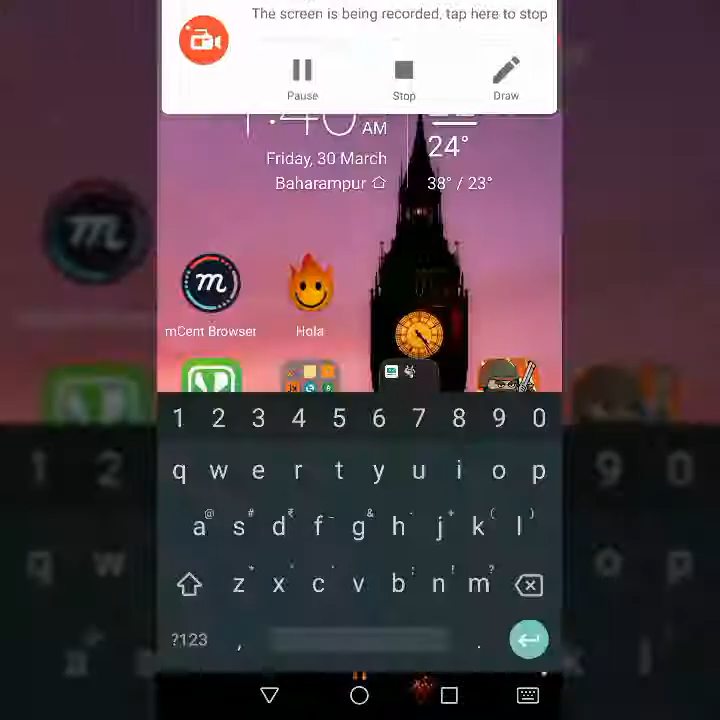 The screen is being recorded, tap here to stop
Pause Stop Draw
AM
24°
Friday, 30 March
Baharampur
38° / 23°
mCent Browser
Hola
1 2 3 4 5 6 7 8 9 0
q w e r t y u i o p
@ # ₹ & - + ( )
a s d f g h j k l
z x c v b n m
?123 , .